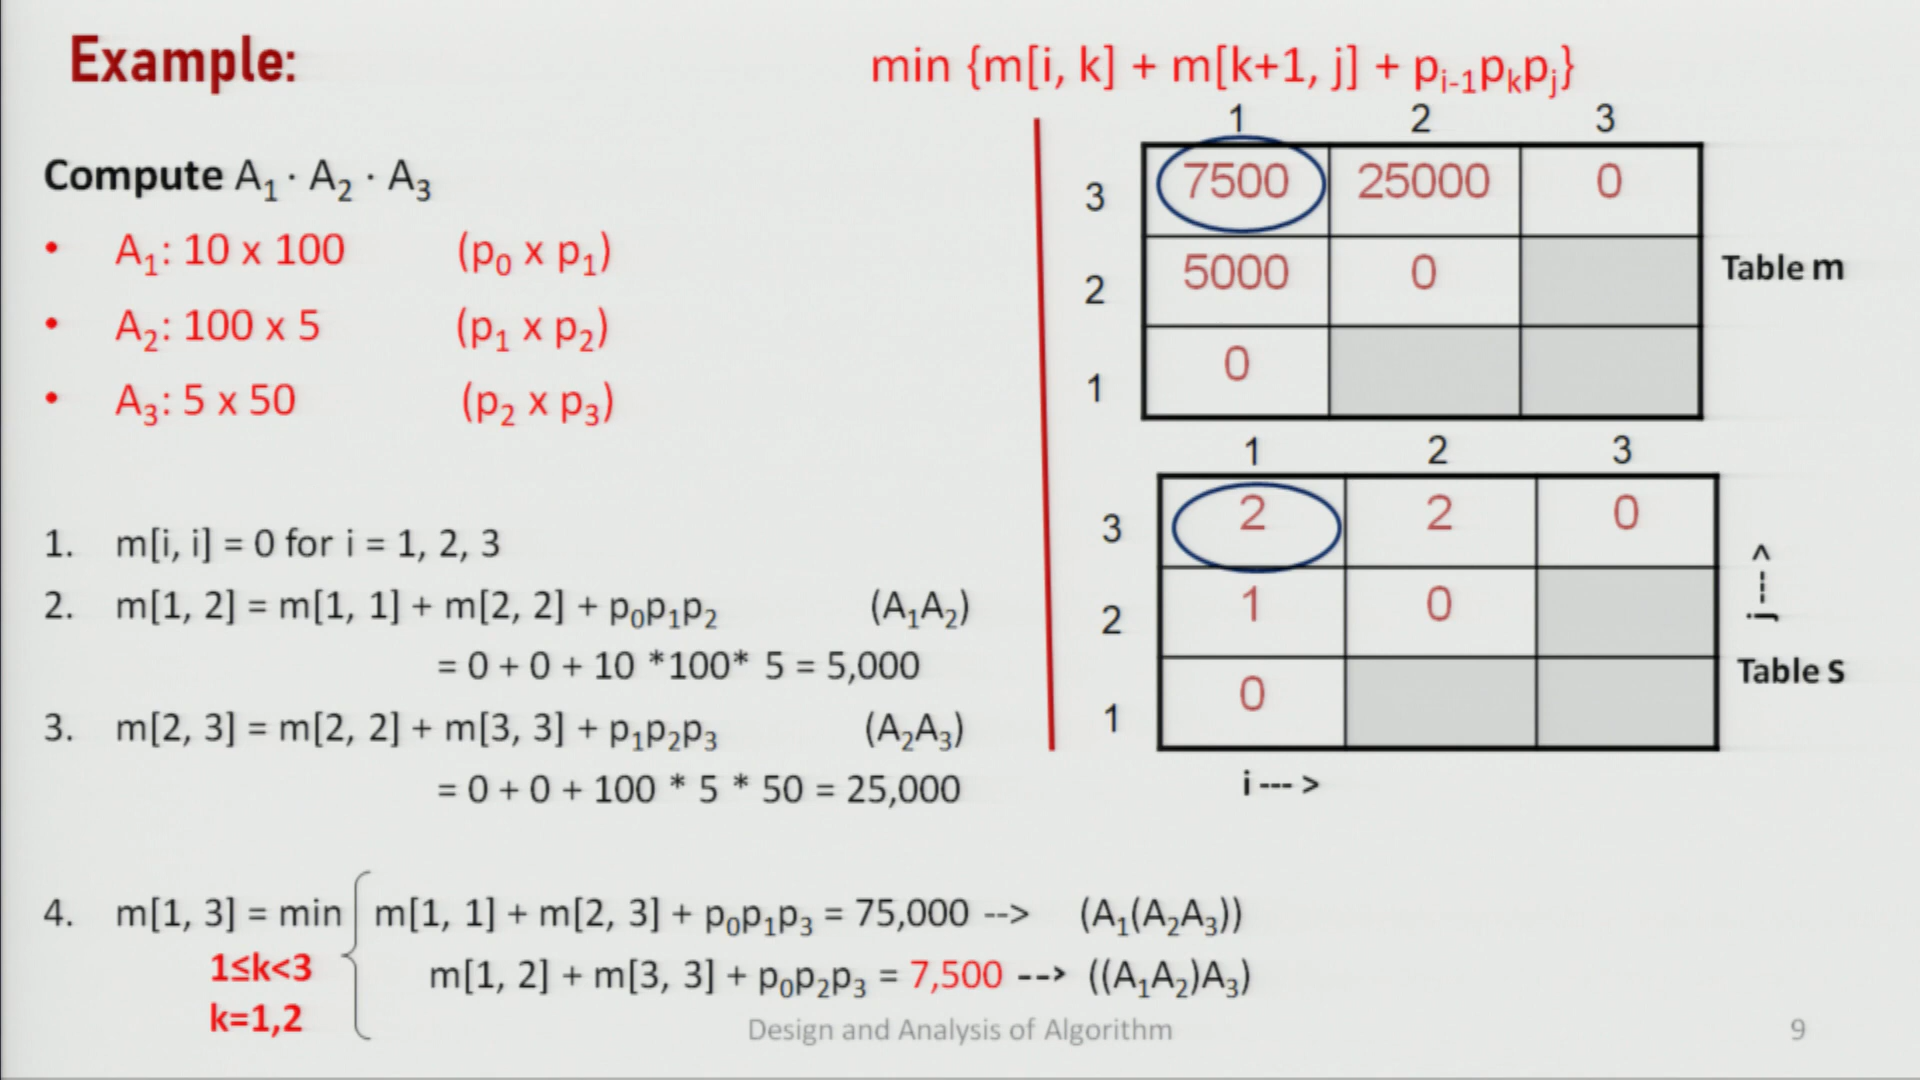 Example:
min {m[i, k] + m[k+1, j] + pᵢ₋₁pₖpⱼ}
Compute A₁ · A₂ · A₃
• A₁: 10 x 100 (p₀ x p₁)
• A₂: 100 x 5 (p₁ x p₂)
• A₃: 5 x 50 (p₂ x p₃)
1. m[i, i] = 0 for i = 1, 2, 3
2. m[1, 2] = m[1, 1] + m[2, 2] + p₀p₁p₂ (A₁A₂)
= 0 + 0 + 10 *100* 5 = 5,000
3. m[2, 3] = m[2, 2] + m[3, 3] + p₁p₂p₃ (A₂A₃)
= 0 + 0 + 100 * 5 * 50 = 25,000
4. m[1, 3] = min m[1, 1] + m[2, 3] + p₀p₁p₃ = 75,000 --> (A₁(A₂A₃))
1≤k<3
m[1, 2] + m[3, 3] + p₀p₂p₃ = 7,500 --> ((A₁A₂)A₃)
k=1,2
1 2 3
3 7500 25000 0
2 5000 0
1 0
Table m
1 2 3
3 2 2 0
2 1 0
1 0
j --- >
Table S
i --- >
Design and Analysis of Algorithm
9